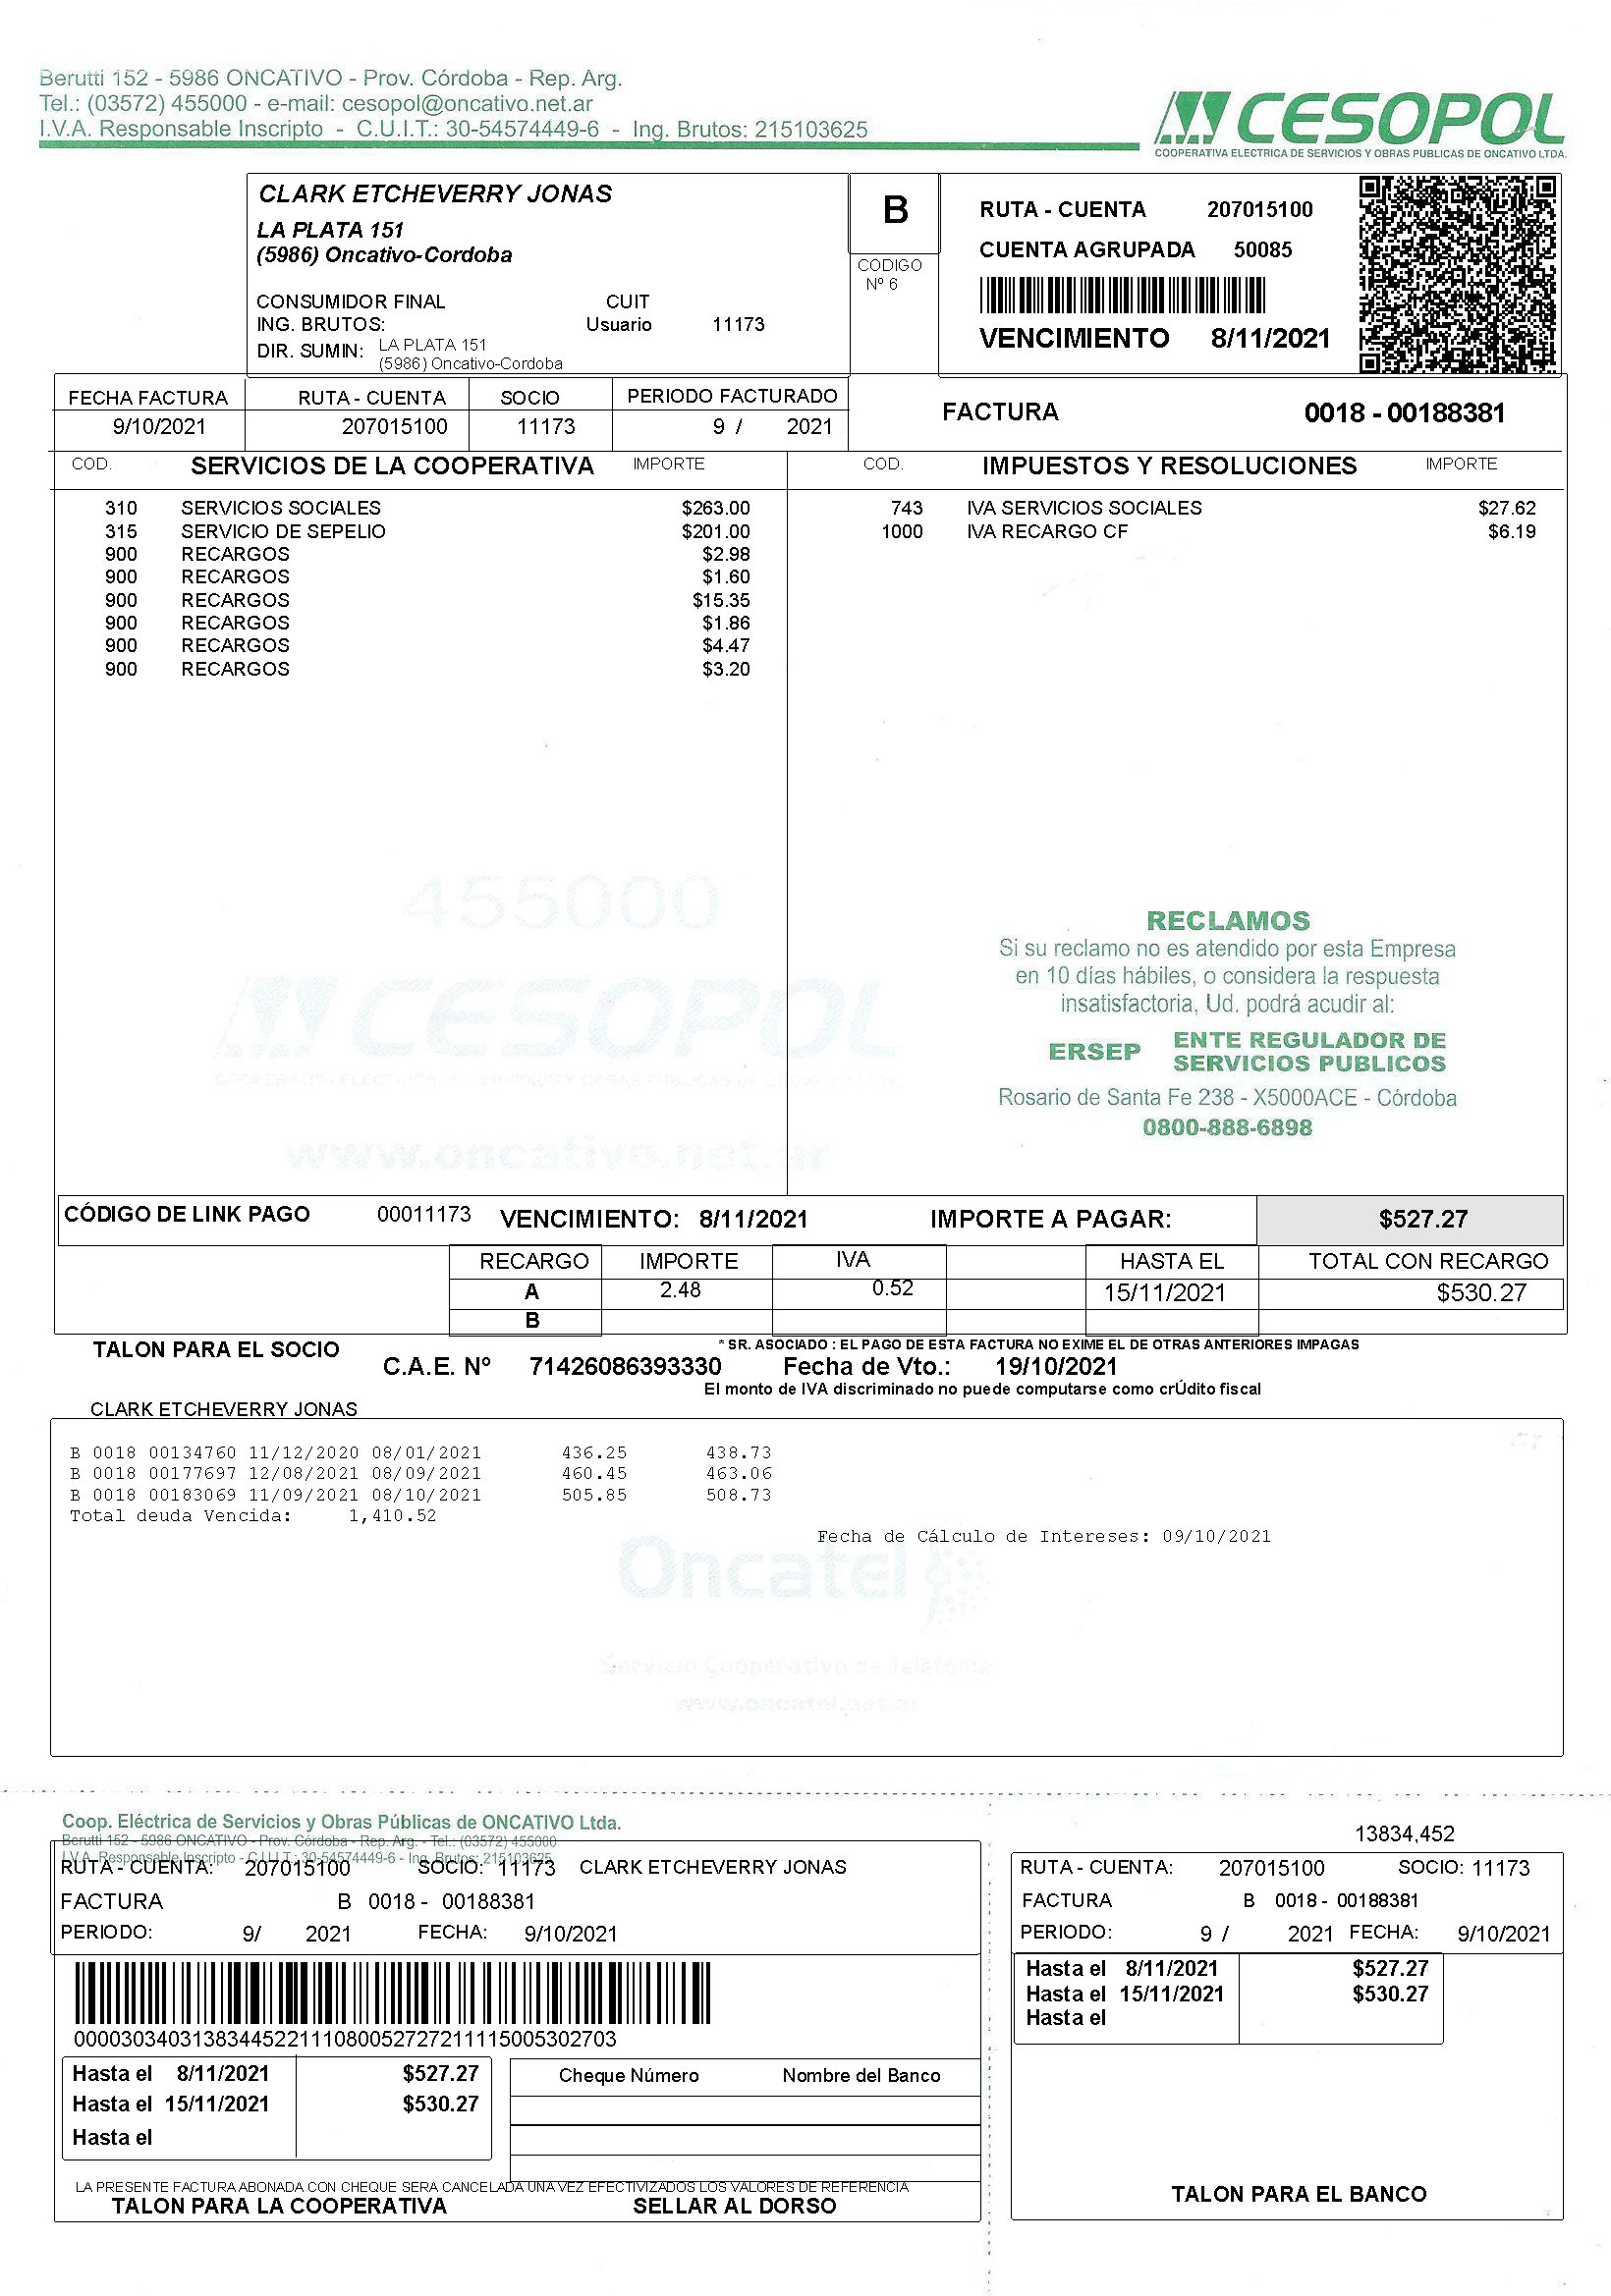 Berutti 152 - 5986 ONCATIVO - Prov. Córdoba - Rep. Arg.
Tel.: (03572) 455000 - e-mail: cesopol@oncativo.net.ar
I.V.A. Responsable Inscripto - C.U.I.T.: 30-54574449-6 - Ing. Brutos: 215103625
CESOPOL
COOPERATIVA ELECTRICA DE SERVICIOS Y OBRAS PUBLICAS DE ONCATIVO LTDA.
CLARK ETCHEVERRY JONAS
LA PLATA 151
(5986) Oncativo-Cordoba
CONSUMIDOR FINAL CUIT
ING. BRUTOS: Usuario 11173
DIR. SUMIN: LA PLATA 151
(5986) Oncativo-Cordoba
B
CODIGO
Nº 6
RUTA - CUENTA 207015100
CUENTA AGRUPADA 50085
VENCIMIENTO 8/11/2021
FECHA FACTURA RUTA - CUENTA SOCIO PERIODO FACTURADO
9/10/2021 207015100 11173 9 / 2021
FACTURA 0018 - 00188381
COD. SERVICIOS DE LA COOPERATIVA IMPORTE
310 SERVICIOS SOCIALES $263.00
315 SERVICIO DE SEPELIO $201.00
900 RECARGOS $2.98
900 RECARGOS $1.60
900 RECARGOS $15.35
900 RECARGOS $1.86
900 RECARGOS $4.47
900 RECARGOS $3.20
COD. IMPUESTOS Y RESOLUCIONES IMPORTE
743 IVA SERVICIOS SOCIALES $27.62
1000 IVA RECARGO CF $6.19
455000
CESOPOL
COOPERATIVA ELECTRICA DE SERVICIOS Y OBRAS PUBLICAS DE ONCATIVO LTDA.
www.oncativo.net.ar
RECLAMOS
Si su reclamo no es atendido por esta Empresa
en 10 días hábiles, o considera la respuesta
insatisfactoria, Ud. podrá acudir al:
ERSEP ENTE REGULADOR DE
SERVICIOS PUBLICOS
Rosario de Santa Fe 238 - X5000ACE - Córdoba
0800-888-6898
CÓDIGO DE LINK PAGO 00011173 VENCIMIENTO: 8/11/2021 IMPORTE A PAGAR: $527.27
RECARGO IMPORTE IVA HASTA EL TOTAL CON RECARGO
A 2.48 0.52 15/11/2021 $530.27
B
TALON PARA EL SOCIO
* SR. ASOCIADO : EL PAGO DE ESTA FACTURA NO EXIME EL DE OTRAS ANTERIORES IMPAGAS
C.A.E. Nº 71426086393330 Fecha de Vto.: 19/10/2021
El monto de IVA discriminado no puede computarse como crÚdito fiscal
CLARK ETCHEVERRY JONAS
B 0018 00134760 11/12/2020 08/01/2021 436.25 438.73
B 0018 00177697 12/08/2021 08/09/2021 460.45 463.06
B 0018 00183069 11/09/2021 08/10/2021 505.85 508.73
Total deuda Vencida: 1,410.52
Fecha de Cálculo de Intereses: 09/10/2021
Oncatel
Servicio Cooperativo de Telefonía
www.oncatel.net.ar
Coop. Eléctrica de Servicios y Obras Públicas de ONCATIVO Ltda.
Berutti 152 - 5986 ONCATIVO - Prov. Córdoba - Rep. Arg. - Tel.: (03572) 455000
I.V.A. Responsable Inscripto - C.U.I.T.: 30-54574449-6 - Ing. Brutos: 215103625
RUTA - CUENTA: 207015100 SOCIO: 11173 CLARK ETCHEVERRY JONAS
FACTURA B 0018 - 00188381
PERIODO: 9/ 2021 FECHA: 9/10/2021
0000303403138344522111080052727211115005302703
Hasta el 8/11/2021 $527.27
Hasta el 15/11/2021 $530.27
Hasta el
Cheque Número Nombre del Banco
LA PRESENTE FACTURA ABONADA CON CHEQUE SERA CANCELADA UNA VEZ EFECTIVIZADOS LOS VALORES DE REFERENCIA
TALON PARA LA COOPERATIVA SELLAR AL DORSO
13834,452
RUTA - CUENTA: 207015100 SOCIO: 11173
FACTURA B 0018 - 00188381
PERIODO: 9 / 2021 FECHA: 9/10/2021
Hasta el 8/11/2021 $527.27
Hasta el 15/11/2021 $530.27
Hasta el
TALON PARA EL BANCO